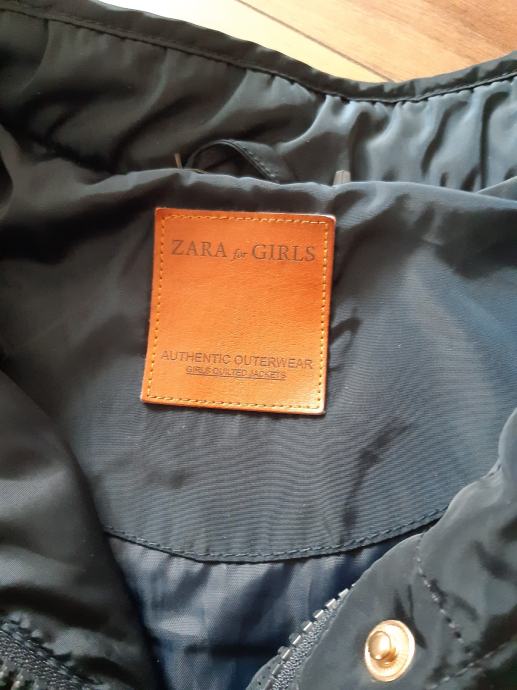 ZARA for GIRLS
AUTHENTIC OUTERWEAR
GIRLS QUILTED JACKETS